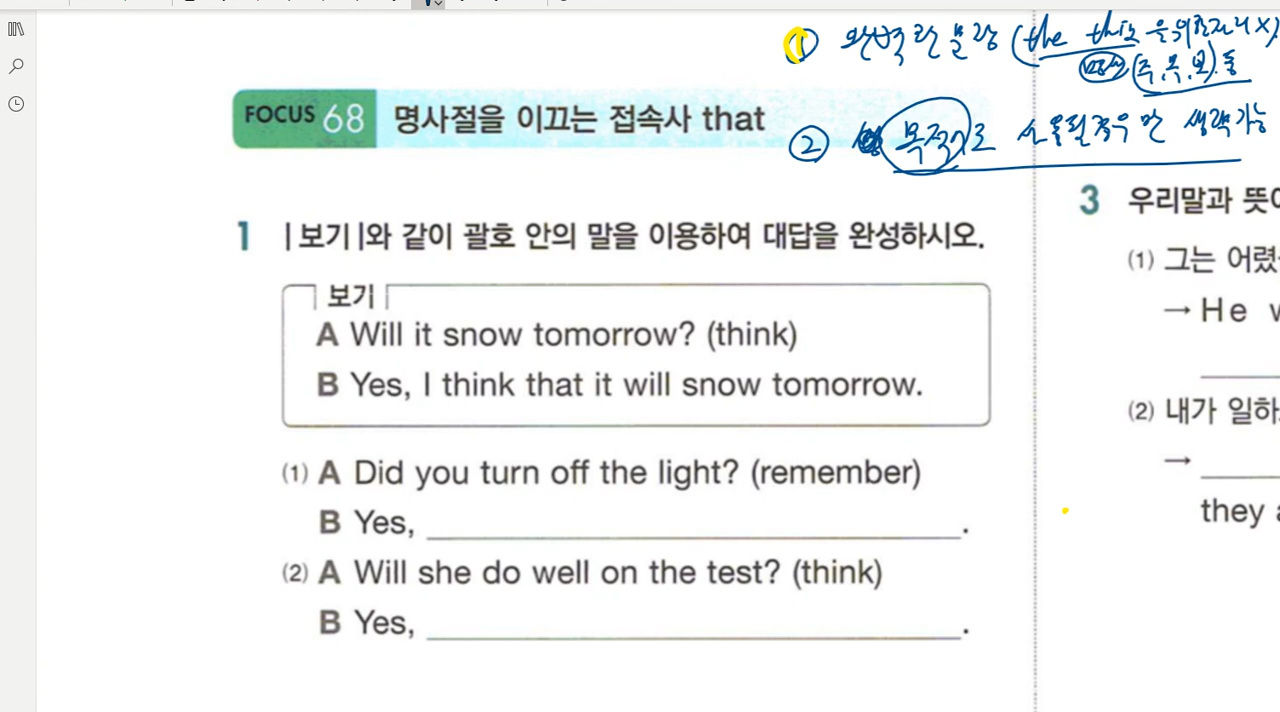 ① 완벽한 문장 (the this
(주.목.보).등
② 목적어로 쓰일 경우만 생략가능
FOCUS 68 명사절을 이끄는 접속사 that
1 |보기|와 같이 괄호 안의 말을 이용하여 대답을 완성하시오.
보기
A Will it snow tomorrow? (think)
B Yes, I think that it will snow tomorrow.
(1) A Did you turn off the light? (remember)
B Yes, ____________________.
(2) A Will she do well on the test? (think)
B Yes, ____________________.
3 우리말과 뜻이
(1) 그는 어렸
→ He w
(2) 내가 일하
→
they a